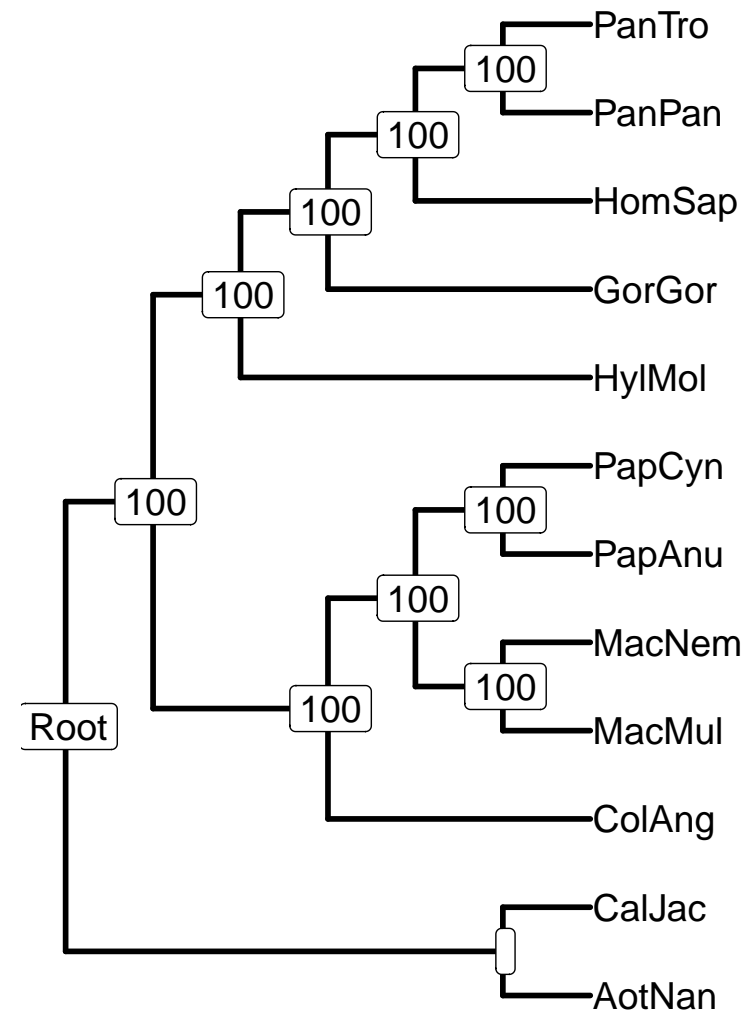 PanTro
100
PanPan
100
HomSap
100
GorGor
100
HylMol
PapCyn
100
100
PapAnu
100
MacNem
100
100
Root
MacMul
ColAng
CalJac
AotNan